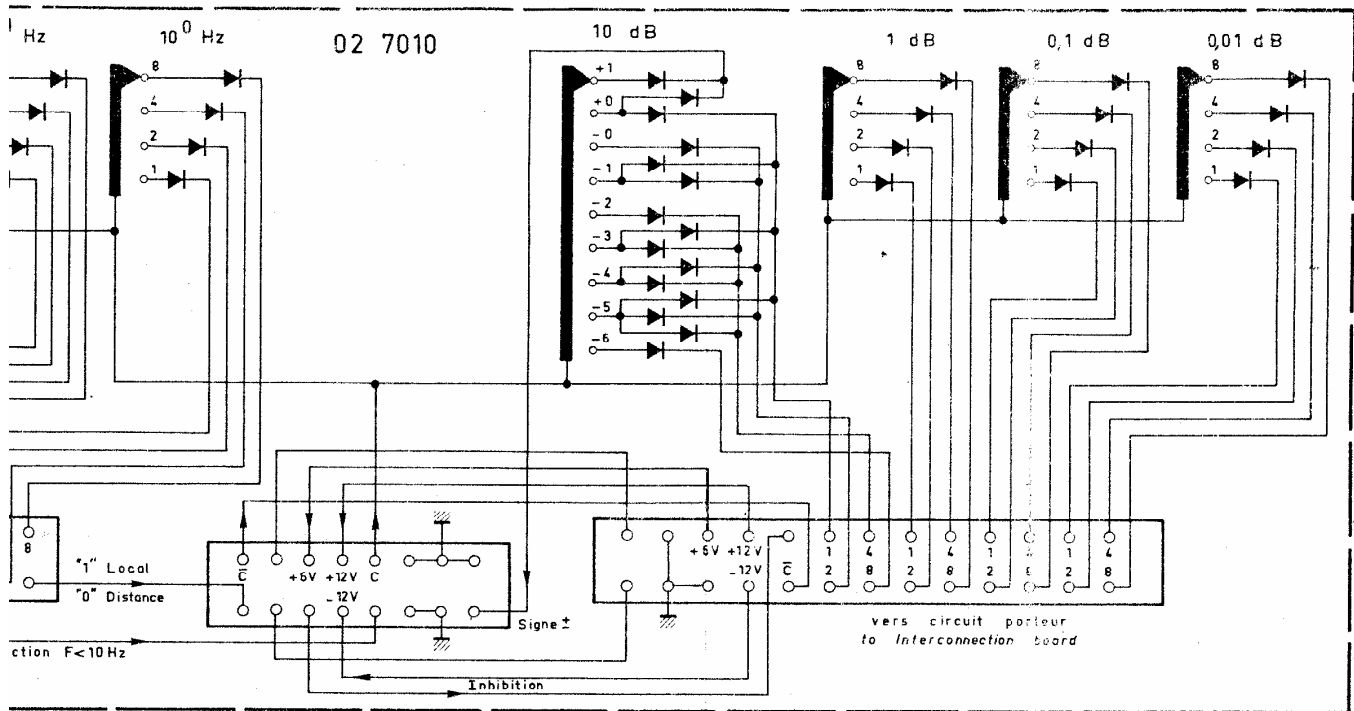 Hz
10⁰ Hz
02 7010
10 dB
1 dB
0,1 dB
0,01 dB
8
4
2
1
+1
+0
-0
-1
-2
-3
-4
-5
-6
8
4
2
1
8
4
2
1
8
4
2
1
8
"1" Local
"0" Distance
C̅
+5V
+12V
C
-12V
Signe ±
ction F<10Hz
Inhibition
+5V
+12V
-12V
C̅
1
4
1
4
1
4
1
4
2
8
2
8
2
8
2
8
vers circuit porteur
to Interconnection board